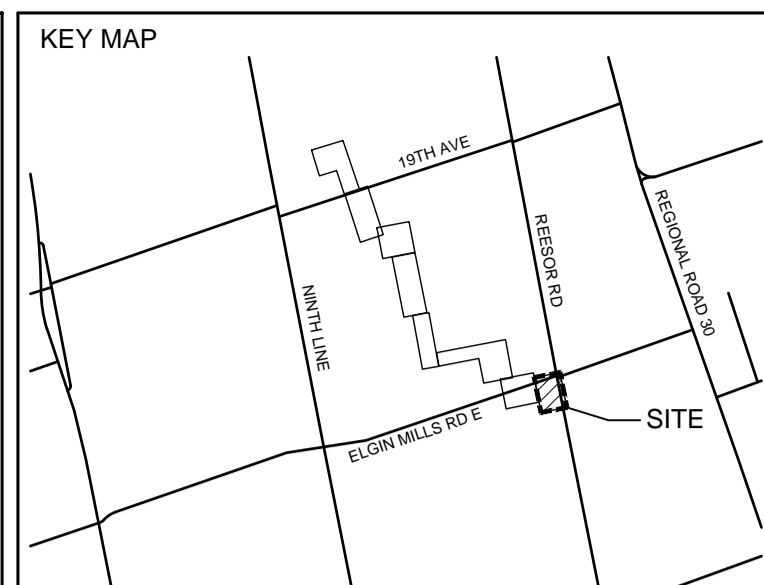 KEY MAP
19TH AVE
REESOR RD
REGIONAL ROAD 30
NINTH LINE
SITE
ELGIN MILLS RD E